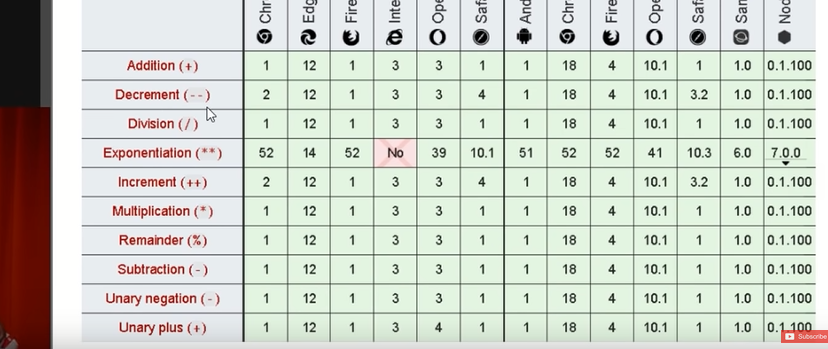 Chr Edg Fire Inte Ope Safa And Chr Fire Ope Safa Sam Nod
Addition (+) 1 12 1 3 3 1 1 18 4 10.1 1 1.0 0.1.100
Decrement (--) 2 12 1 3 3 4 1 18 4 10.1 3.2 1.0 0.1.100
Division (/) 1 12 1 3 3 1 1 18 4 10.1 1 1.0 0.1.100
Exponentiation (**) 52 14 52 No 39 10.1 51 52 52 41 10.3 6.0 7.0.0
Increment (++) 2 12 1 3 3 4 1 18 4 10.1 3.2 1.0 0.1.100
Multiplication (*) 1 12 1 3 3 1 1 18 4 10.1 1 1.0 0.1.100
Remainder (%) 1 12 1 3 3 1 1 18 4 10.1 1 1.0 0.1.100
Subtraction (-) 1 12 1 3 3 1 1 18 4 10.1 1 1.0 0.1.100
Unary negation (-) 1 12 1 3 3 1 1 18 4 10.1 1 1.0 0.1.100
Unary plus (+) 1 12 1 3 4 1 1 18 4 10.1 1 1.0 0.1.100
Subscribe